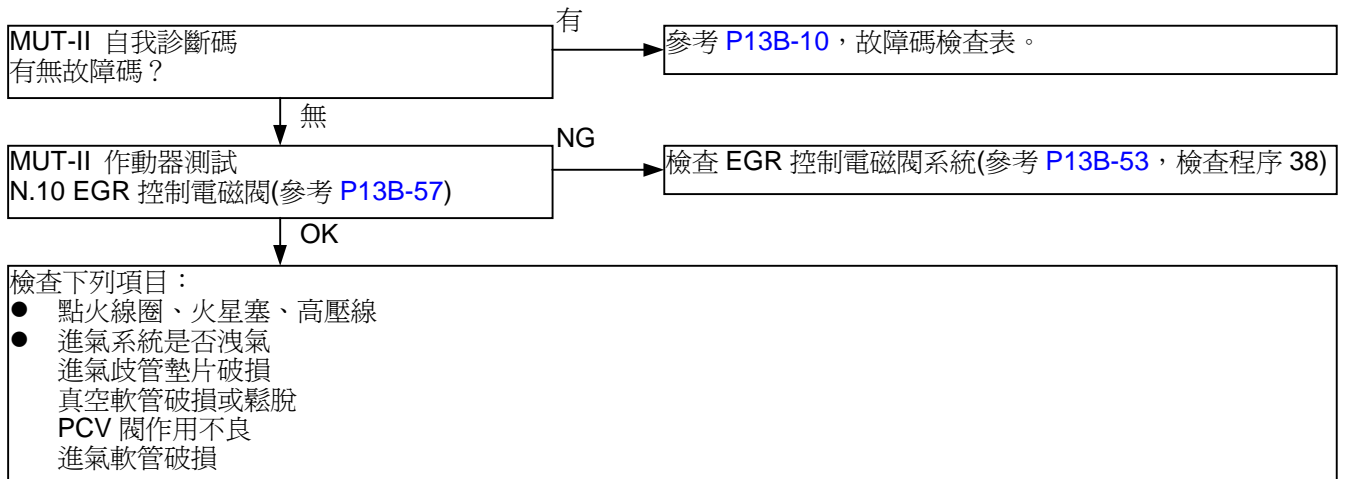 有
MUT-II 自我診斷碼
有無故障碼？
參考 P13B-10，故障碼檢查表。
無
NG
MUT-II 作動器測試
N.10 EGR 控制電磁閥(參考 P13B-57)
檢查 EGR 控制電磁閥系統(參考 P13B-53，檢查程序 38)
OK
檢查下列項目：
● 點火線圈、火星塞、高壓線
● 進氣系統是否洩氣
進氣歧管墊片破損
真空軟管破損或鬆脫
PCV 閥作用不良
進氣軟管破損